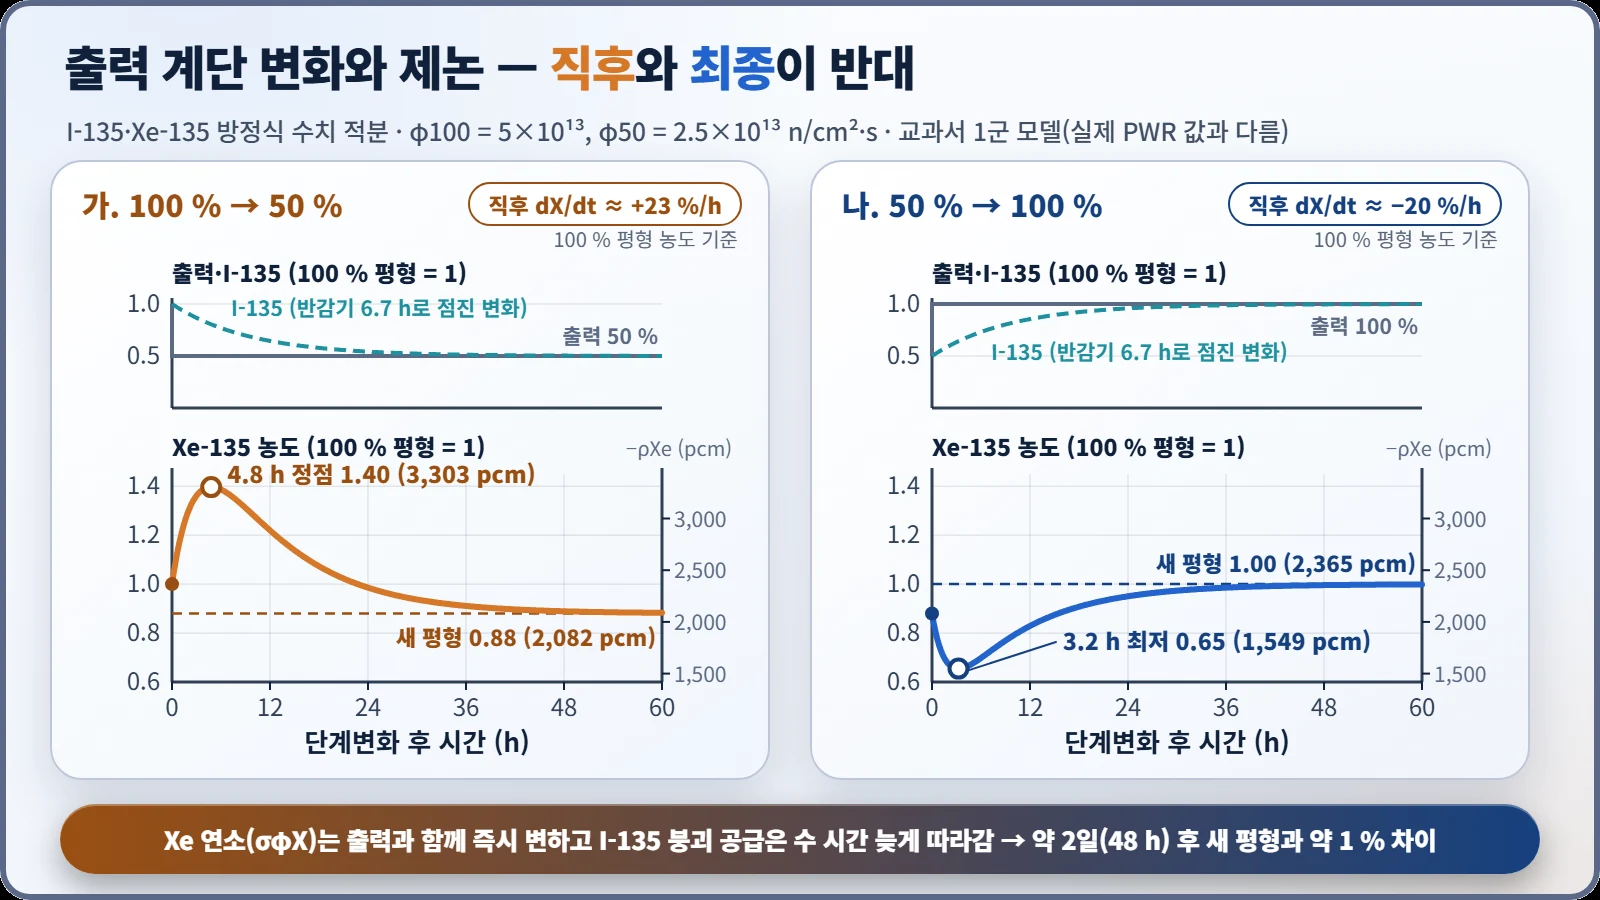 출력 계단 변화와 제논 — 직후와 최종이 반대
I-135·Xe-135 방정식 수치 적분 · ф100 = 5×10¹³, ф50 = 2.5×10¹³ n/cm²·s · 교과서 1군 모델(실제 PWR 값과 다름)
가. 100 % → 50 %
직후 dX/dt ≈ +23 %/h
100 % 평형 농도 기준
출력·I-135 (100 % 평형 = 1)
1.0
I-135 (반감기 6.7 h로 점진 변화)
출력 50 %
0.5
Xe-135 농도 (100 % 평형 = 1)
−ρXe (pcm)
4.8 h 정점 1.40 (3,303 pcm)
1.4
3,000
1.2
2,500
1.0
2,000
새 평형 0.88 (2,082 pcm)
0.8
1,500
0.6
0 12 24 36 48 60
단계변화 후 시간 (h)
나. 50 % → 100 %
직후 dX/dt ≈ −20 %/h
100 % 평형 농도 기준
출력·I-135 (100 % 평형 = 1)
1.0
출력 100 %
I-135 (반감기 6.7 h로 점진 변화)
0.5
Xe-135 농도 (100 % 평형 = 1)
−ρXe (pcm)
1.4
3,000
1.2
새 평형 1.00 (2,365 pcm)
2,500
1.0
2,000
0.8
3.2 h 최저 0.65 (1,549 pcm)
1,500
0.6
0 12 24 36 48 60
단계변화 후 시간 (h)
Xe 연소(σфX)는 출력과 함께 즉시 변하고 I-135 붕괴 공급은 수 시간 늦게 따라감 → 약 2일(48 h) 후 새 평형과 약 1 % 차이